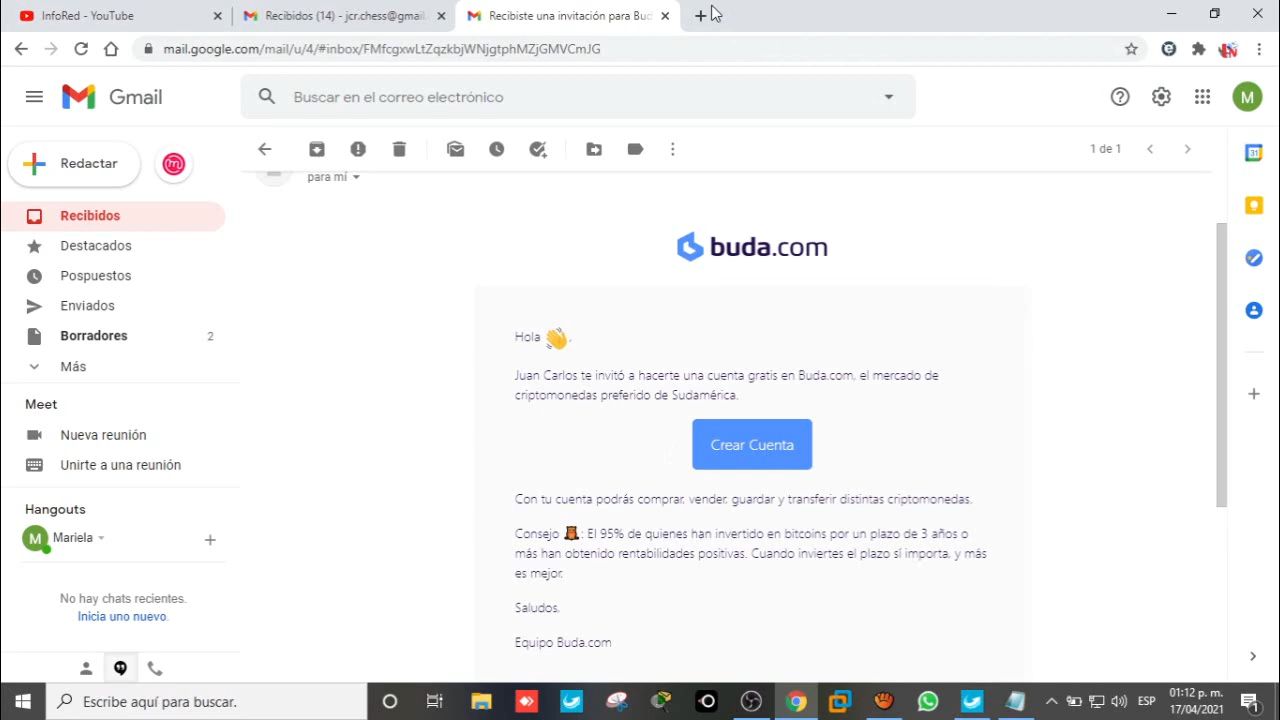 InfoRed - YouTube
Recibidos (14) - jcr.chess@gmail.
Recibiste una invitación para Bud
mail.google.com/mail/u/4/#inbox/FMfcgxwLtZqzkbjWNjgtphMZjGMVCmJG
Gmail
Buscar en el correo electrónico
M
Redactar
1 de 1
31
para mí
Recibidos
Destacados
Pospuestos
Enviados
Borradores 2
Más
Meet
Nueva reunión
Unirte a una reunión
Hangouts
M Mariela
No hay chats recientes.
Inicia uno nuevo.
buda.com
Hola 👋,
Juan Carlos te invitó a hacerte una cuenta gratis en Buda.com, el mercado de
criptomonedas preferido de Sudamérica.
Crear Cuenta
Con tu cuenta podrás comprar, vender, guardar y transferir distintas criptomonedas.
Consejo 🐻: El 95% de quienes han invertido en bitcoins por un plazo de 3 años o
más han obtenido rentabilidades positivas. Cuando inviertes el plazo sí importa, y más
es mejor.
Saludos,
Equipo Buda.com
Escribe aquí para buscar.
ESP
01:12 p. m.
17/04/2021
1